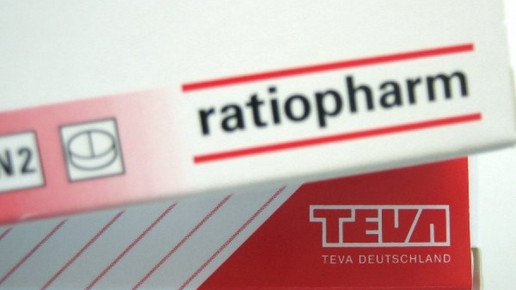 ratiopharm
N2
TEVA
TEVA DEUTSCHLAND